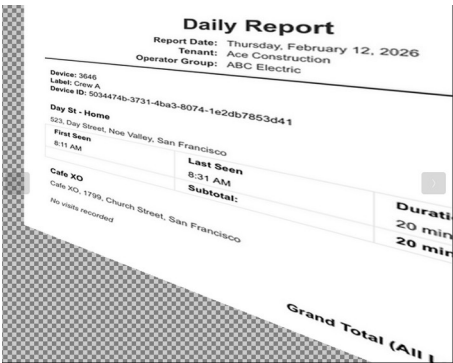 Daily Report
Report Date: Thursday, February 12, 2026
Tenant: Ace Construction
Operator Group: ABC Electric
Device: 3646
Label: Crew A
Device ID: 5034474b-3731-4ba3-8074-1e2db7853d41
Day St - Home
523, Day Street, Noe Valley, San Francisco
First Seen Last Seen Durati
8:11 AM 8:31 AM 20 min
Subtotal: 20 min
Cafe XO
Cafe XO, 1799, Church Street, San Francisco
No visits recorded
Grand Total (All L